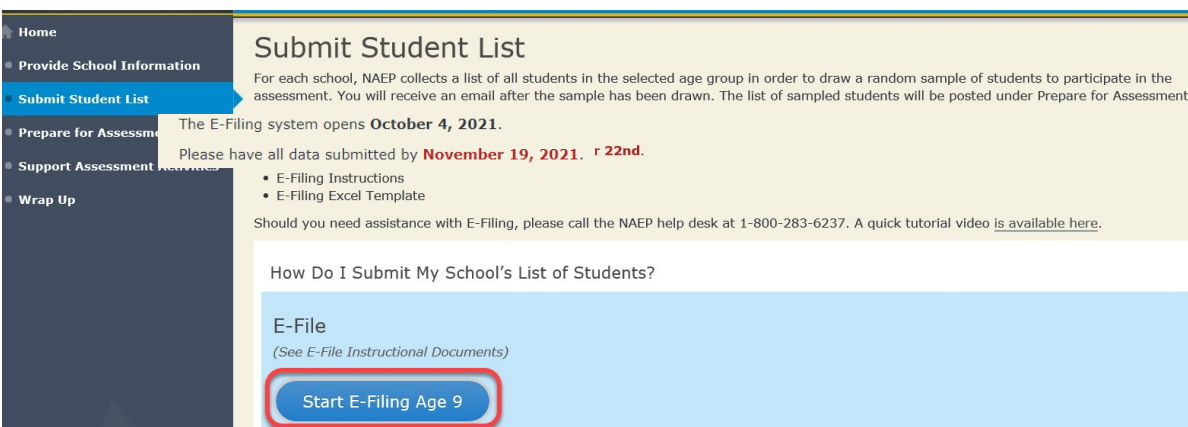 Home
Provide School Information
Submit Student List
Prepare for Assessme
Support Assessment Activities
Wrap Up
Submit Student List
For each school, NAEP collects a list of all students in the selected age group in order to draw a random sample of students to participate in the
assessment. You will receive an email after the sample has been drawn. The list of sampled students will be posted under Prepare for Assessment
The E-Filing system opens October 4, 2021.
Please have all data submitted by November 19, 2021. r 22nd.
• E-Filing Instructions
• E-Filing Excel Template
Should you need assistance with E-Filing, please call the NAEP help desk at 1-800-283-6237. A quick tutorial video is available here.
How Do I Submit My School's List of Students?
E-File
(See E-File Instructional Documents)
Start E-Filing Age 9